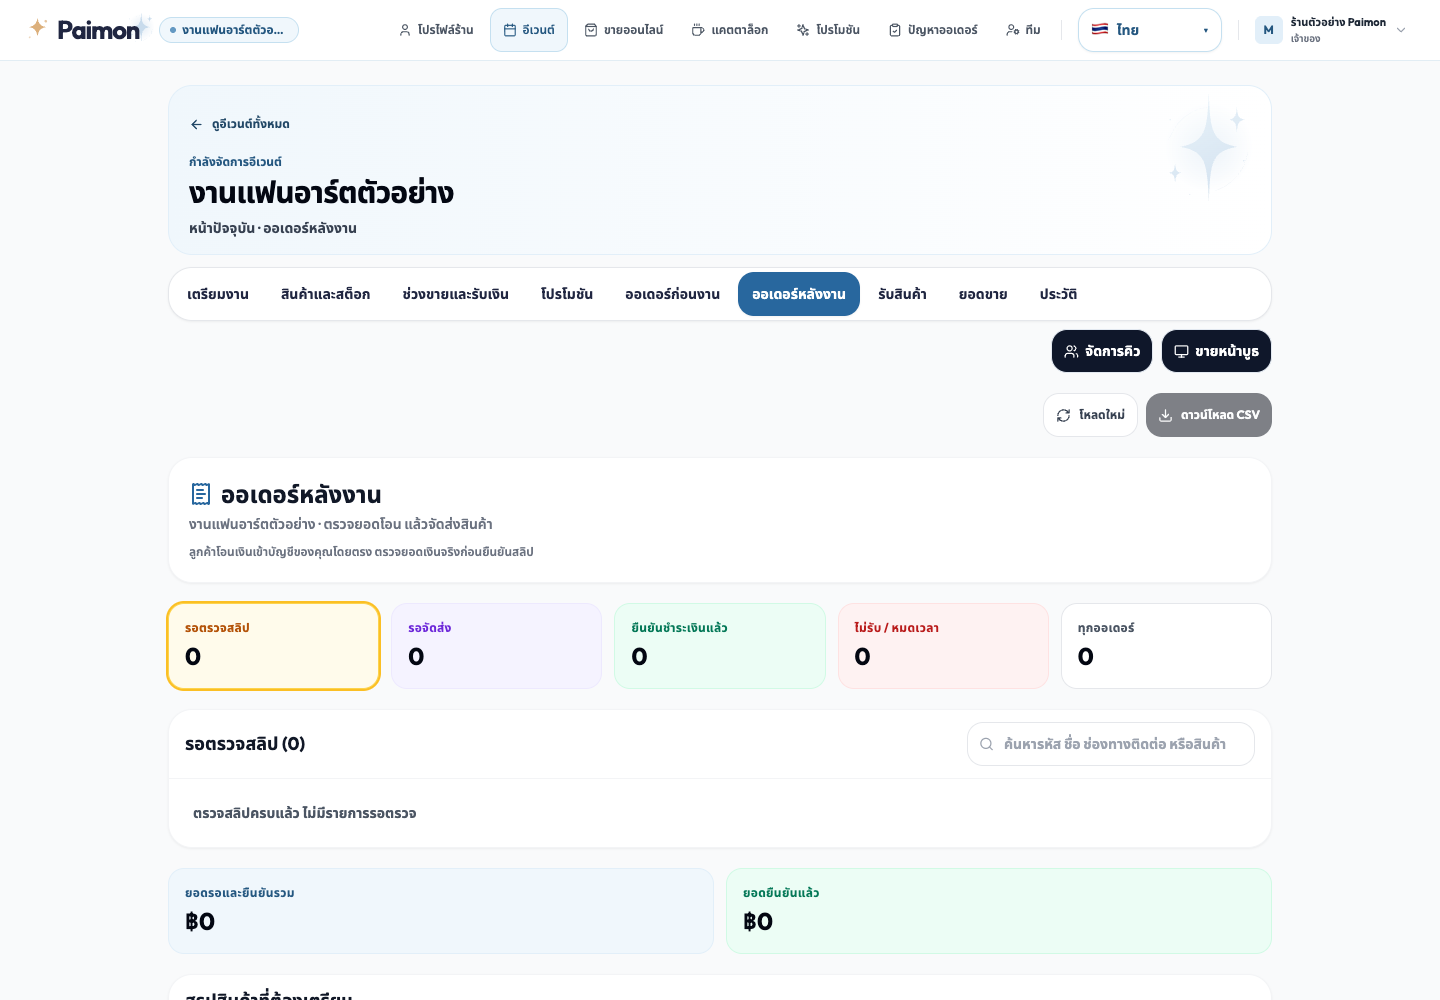 Paimon
งานแฟนอาร์ตตัวอ...
โปรไฟล์ร้าน
อีเวนต์
ขายออนไลน์
แคตตาล็อก
โปรโมชัน
ปัญหาออเดอร์
ทีม
ไทย
M
ร้านตัวอย่าง Paimon
เจ้าของ
ดูอีเวนต์ทั้งหมด
กำลังจัดการอีเวนต์
งานแฟนอาร์ตตัวอย่าง
หน้าปัจจุบัน · ออเดอร์หลังงาน
เตรียมงาน
สินค้าและสต็อก
ช่วงขายและรับเงิน
โปรโมชัน
ออเดอร์ก่อนงาน
ออเดอร์หลังงาน
รับสินค้า
ยอดขาย
ประวัติ
จัดการคิว
ขายหน้าบูธ
โหลดใหม่
ดาวน์โหลด CSV
ออเดอร์หลังงาน
งานแฟนอาร์ตตัวอย่าง · ตรวจยอดโอน แล้วจัดส่งสินค้า
ลูกค้าโอนเงินเข้าบัญชีของคุณโดยตรง ตรวจยอดเงินจริงก่อนยืนยันสลิป
รอตรวจสลิป
0
รอจัดส่ง
0
ยืนยันชำระเงินแล้ว
0
ไม่รับ / หมดเวลา
0
ทุกออเดอร์
0
รอตรวจสลิป (0)
ค้นหารหัส ชื่อ ช่องทางติดต่อ หรือสินค้า
ตรวจสลิปครบแล้ว ไม่มีรายการรอตรวจ
ยอดรอและยืนยันรวม
฿0
ยอดยืนยันแล้ว
฿0
สรุปสินค้าที่ต้องเตรียม